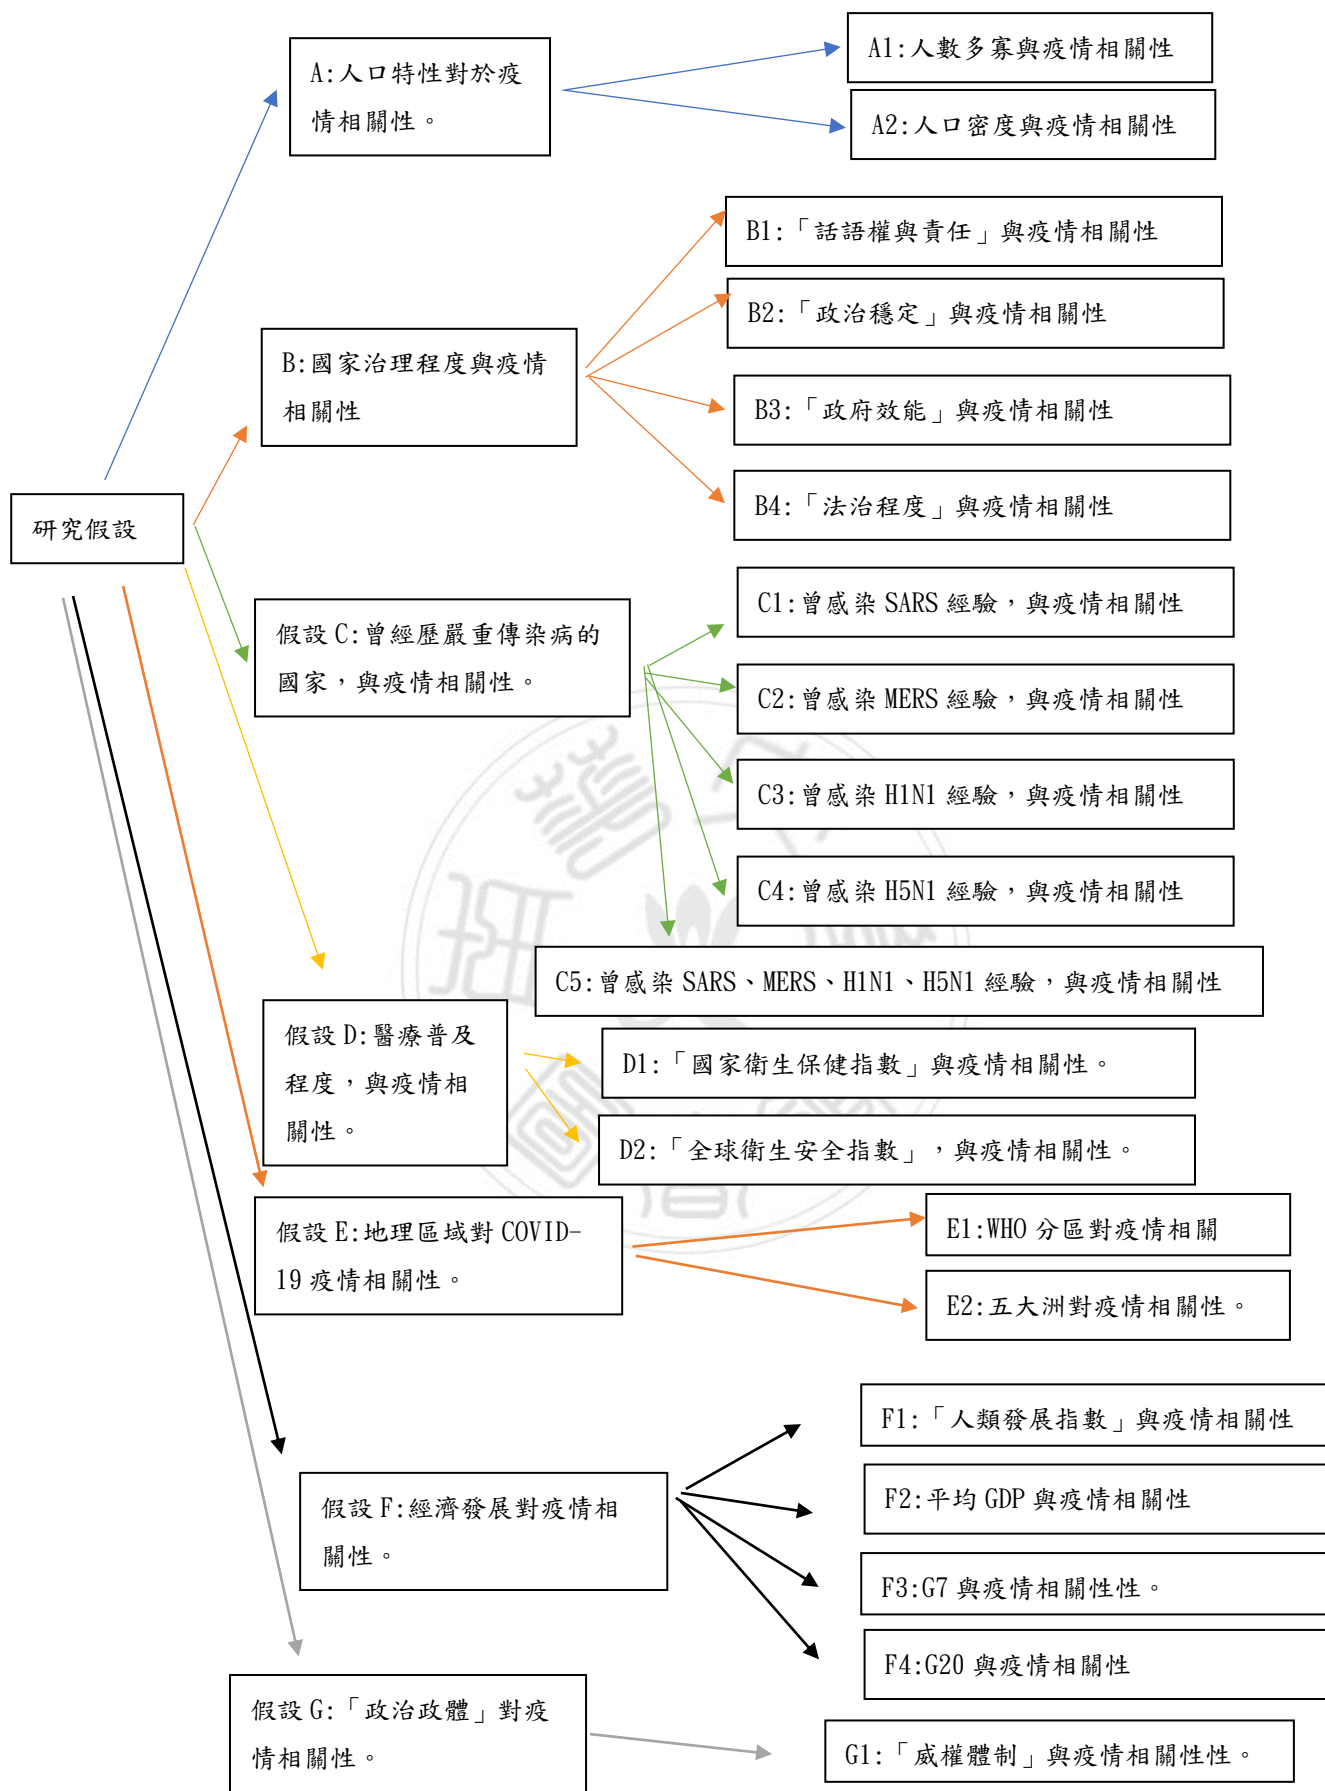 A:人口特性對於疫
情相關性。
A1:人數多寡與疫情相關性
A2:人口密度與疫情相關性
B1:「話語權與責任」與疫情相關性
B2:「政治穩定」與疫情相關性
B:國家治理程度與疫情
相關性
B3:「政府效能」與疫情相關性
B4:「法治程度」與疫情相關性
研究假設
假設 C:曾經歷嚴重傳染病的
國家,與疫情相關性。
C1:曾感染 SARS 經驗,與疫情相關性
C2:曾感染 MERS 經驗,與疫情相關性
C3:曾感染 H1N1 經驗,與疫情相關性
C4:曾感染 H5N1 經驗,與疫情相關性
C5:曾感染 SARS、MERS、H1N1、H5N1 經驗,與疫情相關性
假設 D:醫療普及
程度,與疫情相
關性。
D1:「國家衛生保健指數」與疫情相關性。
D2:「全球衛生安全指數」,與疫情相關性。
假設 E:地理區域對 COVID-
19 疫情相關性。
E1:WHO 分區對疫情相關
E2:五大洲對疫情相關性。
假設 F:經濟發展對疫情相
關性。
F1:「人類發展指數」與疫情相關性
F2:平均 GDP 與疫情相關性
F3:G7 與疫情相關性性。
F4:G20 與疫情相關性
假設 G:「政治政體」對疫
情相關性。
G1:「威權體制」與疫情相關性性。